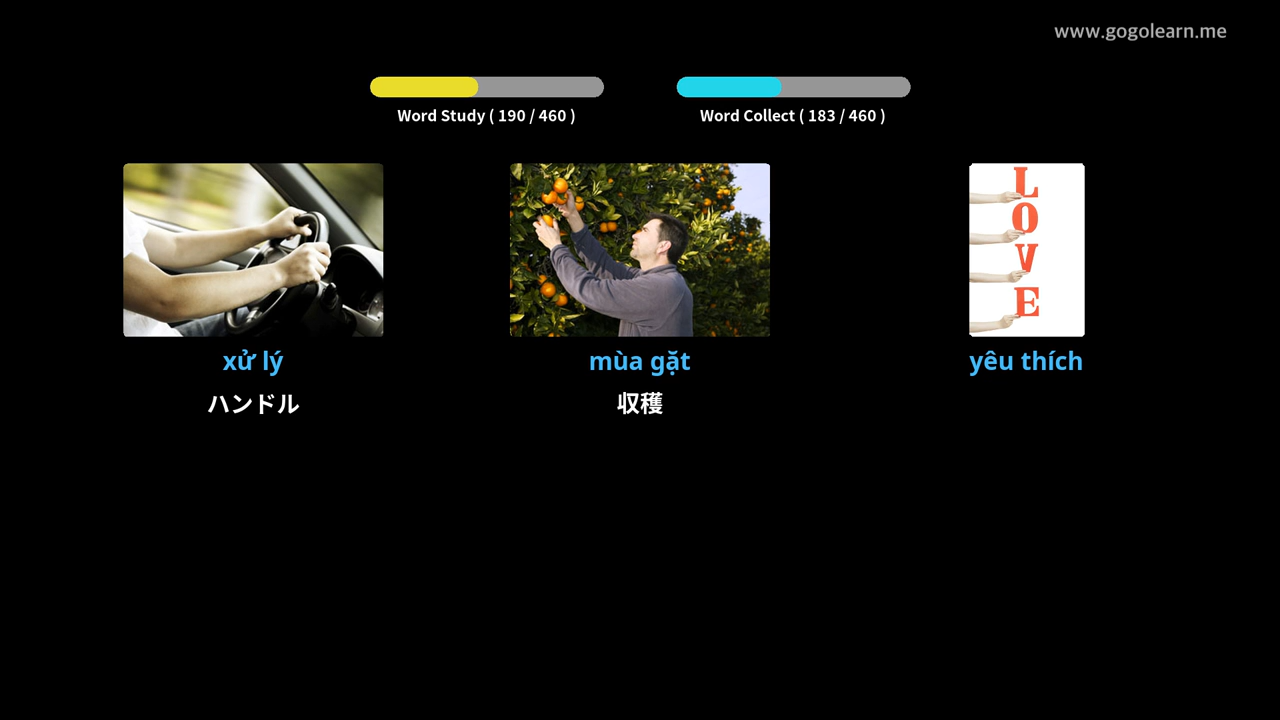 www.gogolearn.me
Word Study ( 190 / 460 )
Word Collect ( 183 / 460 )
LOVE
xử lý
mùa gặt
yêu thích
ハンドル
収穫